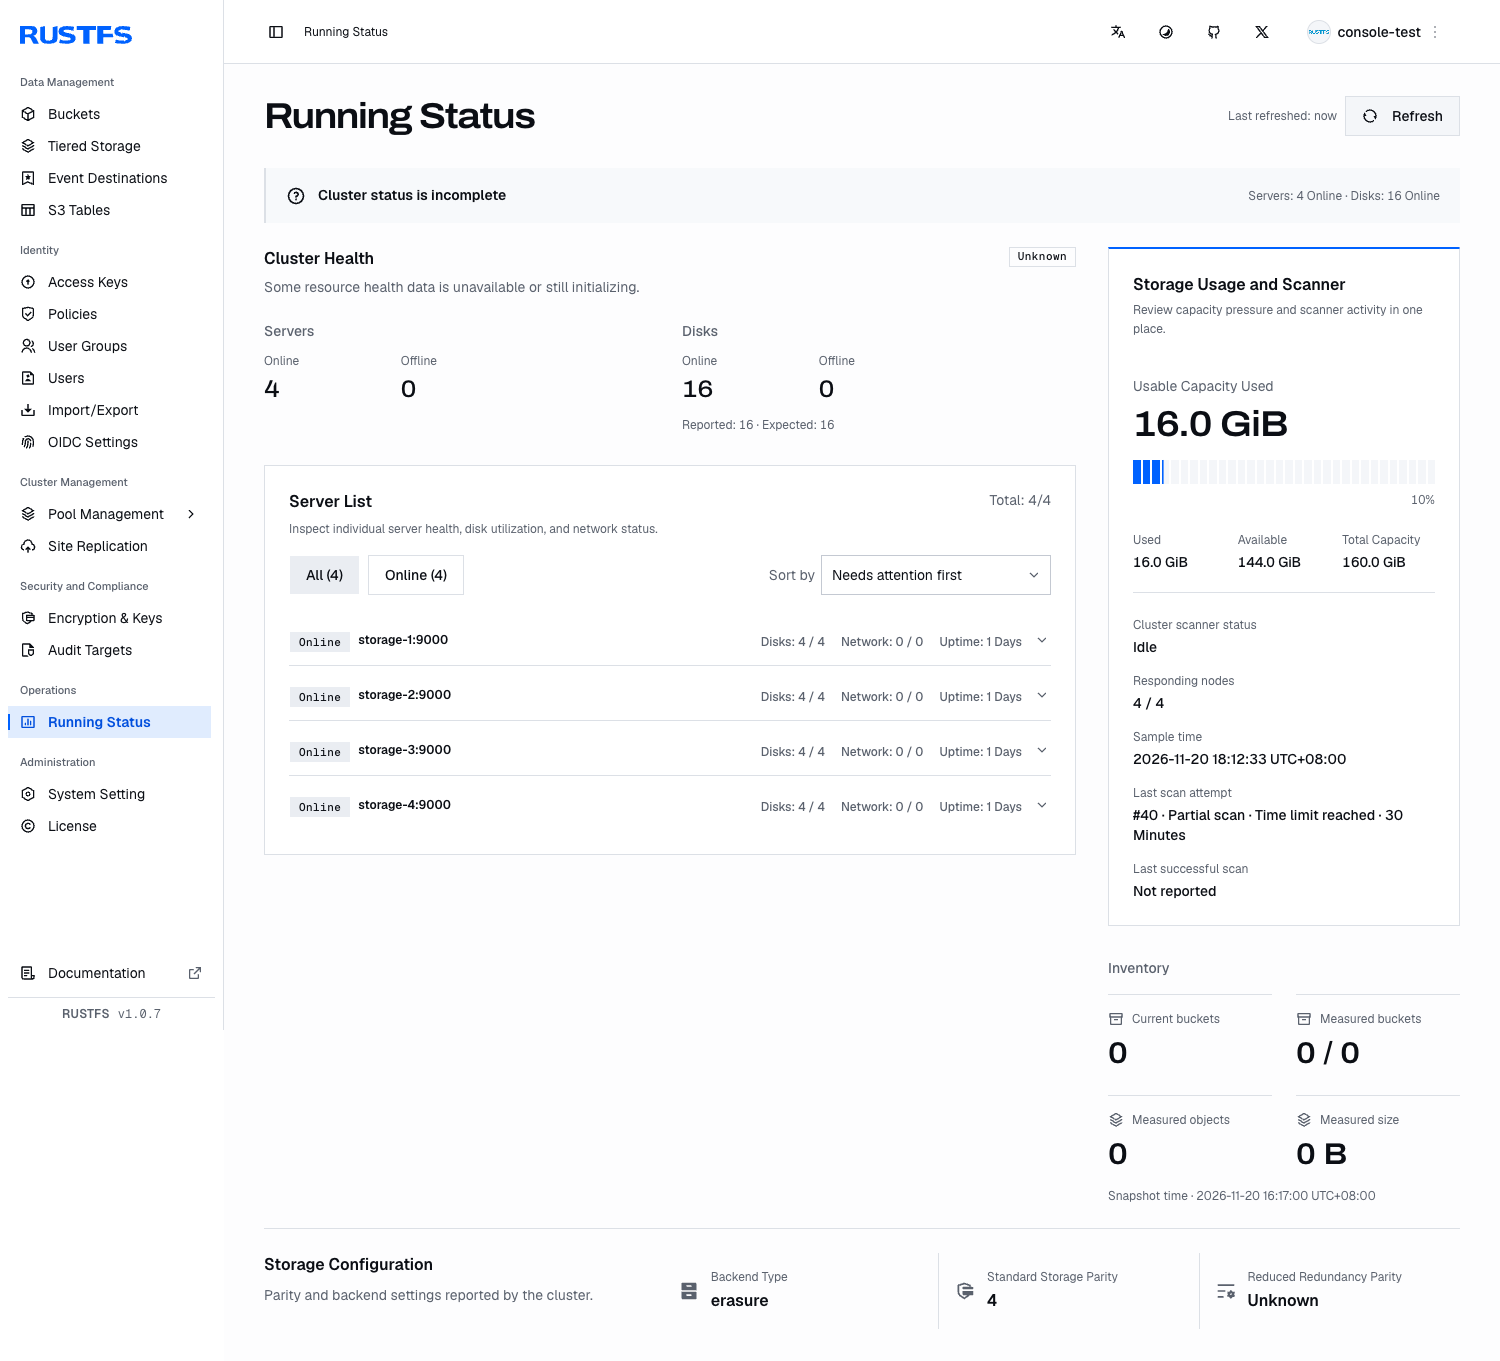 RUSTFS
Data Management
Buckets
Tiered Storage
Event Destinations
S3 Tables
Identity
Access Keys
Policies
User Groups
Users
Import/Export
OIDC Settings
Cluster Management
Pool Management
Site Replication
Security and Compliance
Encryption & Keys
Audit Targets
Operations
Running Status
Administration
System Setting
License
Documentation
RUSTFS v1.0.7
Running Status
RUSTFS
console-test
Running Status
Last refreshed: now
Refresh
Cluster status is incomplete
Servers: 4 Online · Disks: 16 Online
Cluster Health
Unknown
Some resource health data is unavailable or still initializing.
Servers
Online
4
Offline
0
Disks
Online
16
Offline
0
Reported: 16 · Expected: 16
Server List
Total: 4/4
Inspect individual server health, disk utilization, and network status.
All (4)
Online (4)
Sort by
Needs attention first
Online storage-1:9000 Disks: 4 / 4 Network: 0 / 0 Uptime: 1 Days
Online storage-2:9000 Disks: 4 / 4 Network: 0 / 0 Uptime: 1 Days
Online storage-3:9000 Disks: 4 / 4 Network: 0 / 0 Uptime: 1 Days
Online storage-4:9000 Disks: 4 / 4 Network: 0 / 0 Uptime: 1 Days
Storage Usage and Scanner
Review capacity pressure and scanner activity in one
place.
Usable Capacity Used
16.0 GiB
10%
Used
16.0 GiB
Available
144.0 GiB
Total Capacity
160.0 GiB
Cluster scanner status
Idle
Responding nodes
4 / 4
Sample time
2026-11-20 18:12:33 UTC+08:00
Last scan attempt
#40 · Partial scan · Time limit reached · 30
Minutes
Last successful scan
Not reported
Inventory
Current buckets
0
Measured buckets
0 / 0
Measured objects
0
Measured size
0 B
Snapshot time · 2026-11-20 16:17:00 UTC+08:00
Storage Configuration
Parity and backend settings reported by the cluster.
Backend Type
erasure
Standard Storage Parity
4
Reduced Redundancy Parity
Unknown